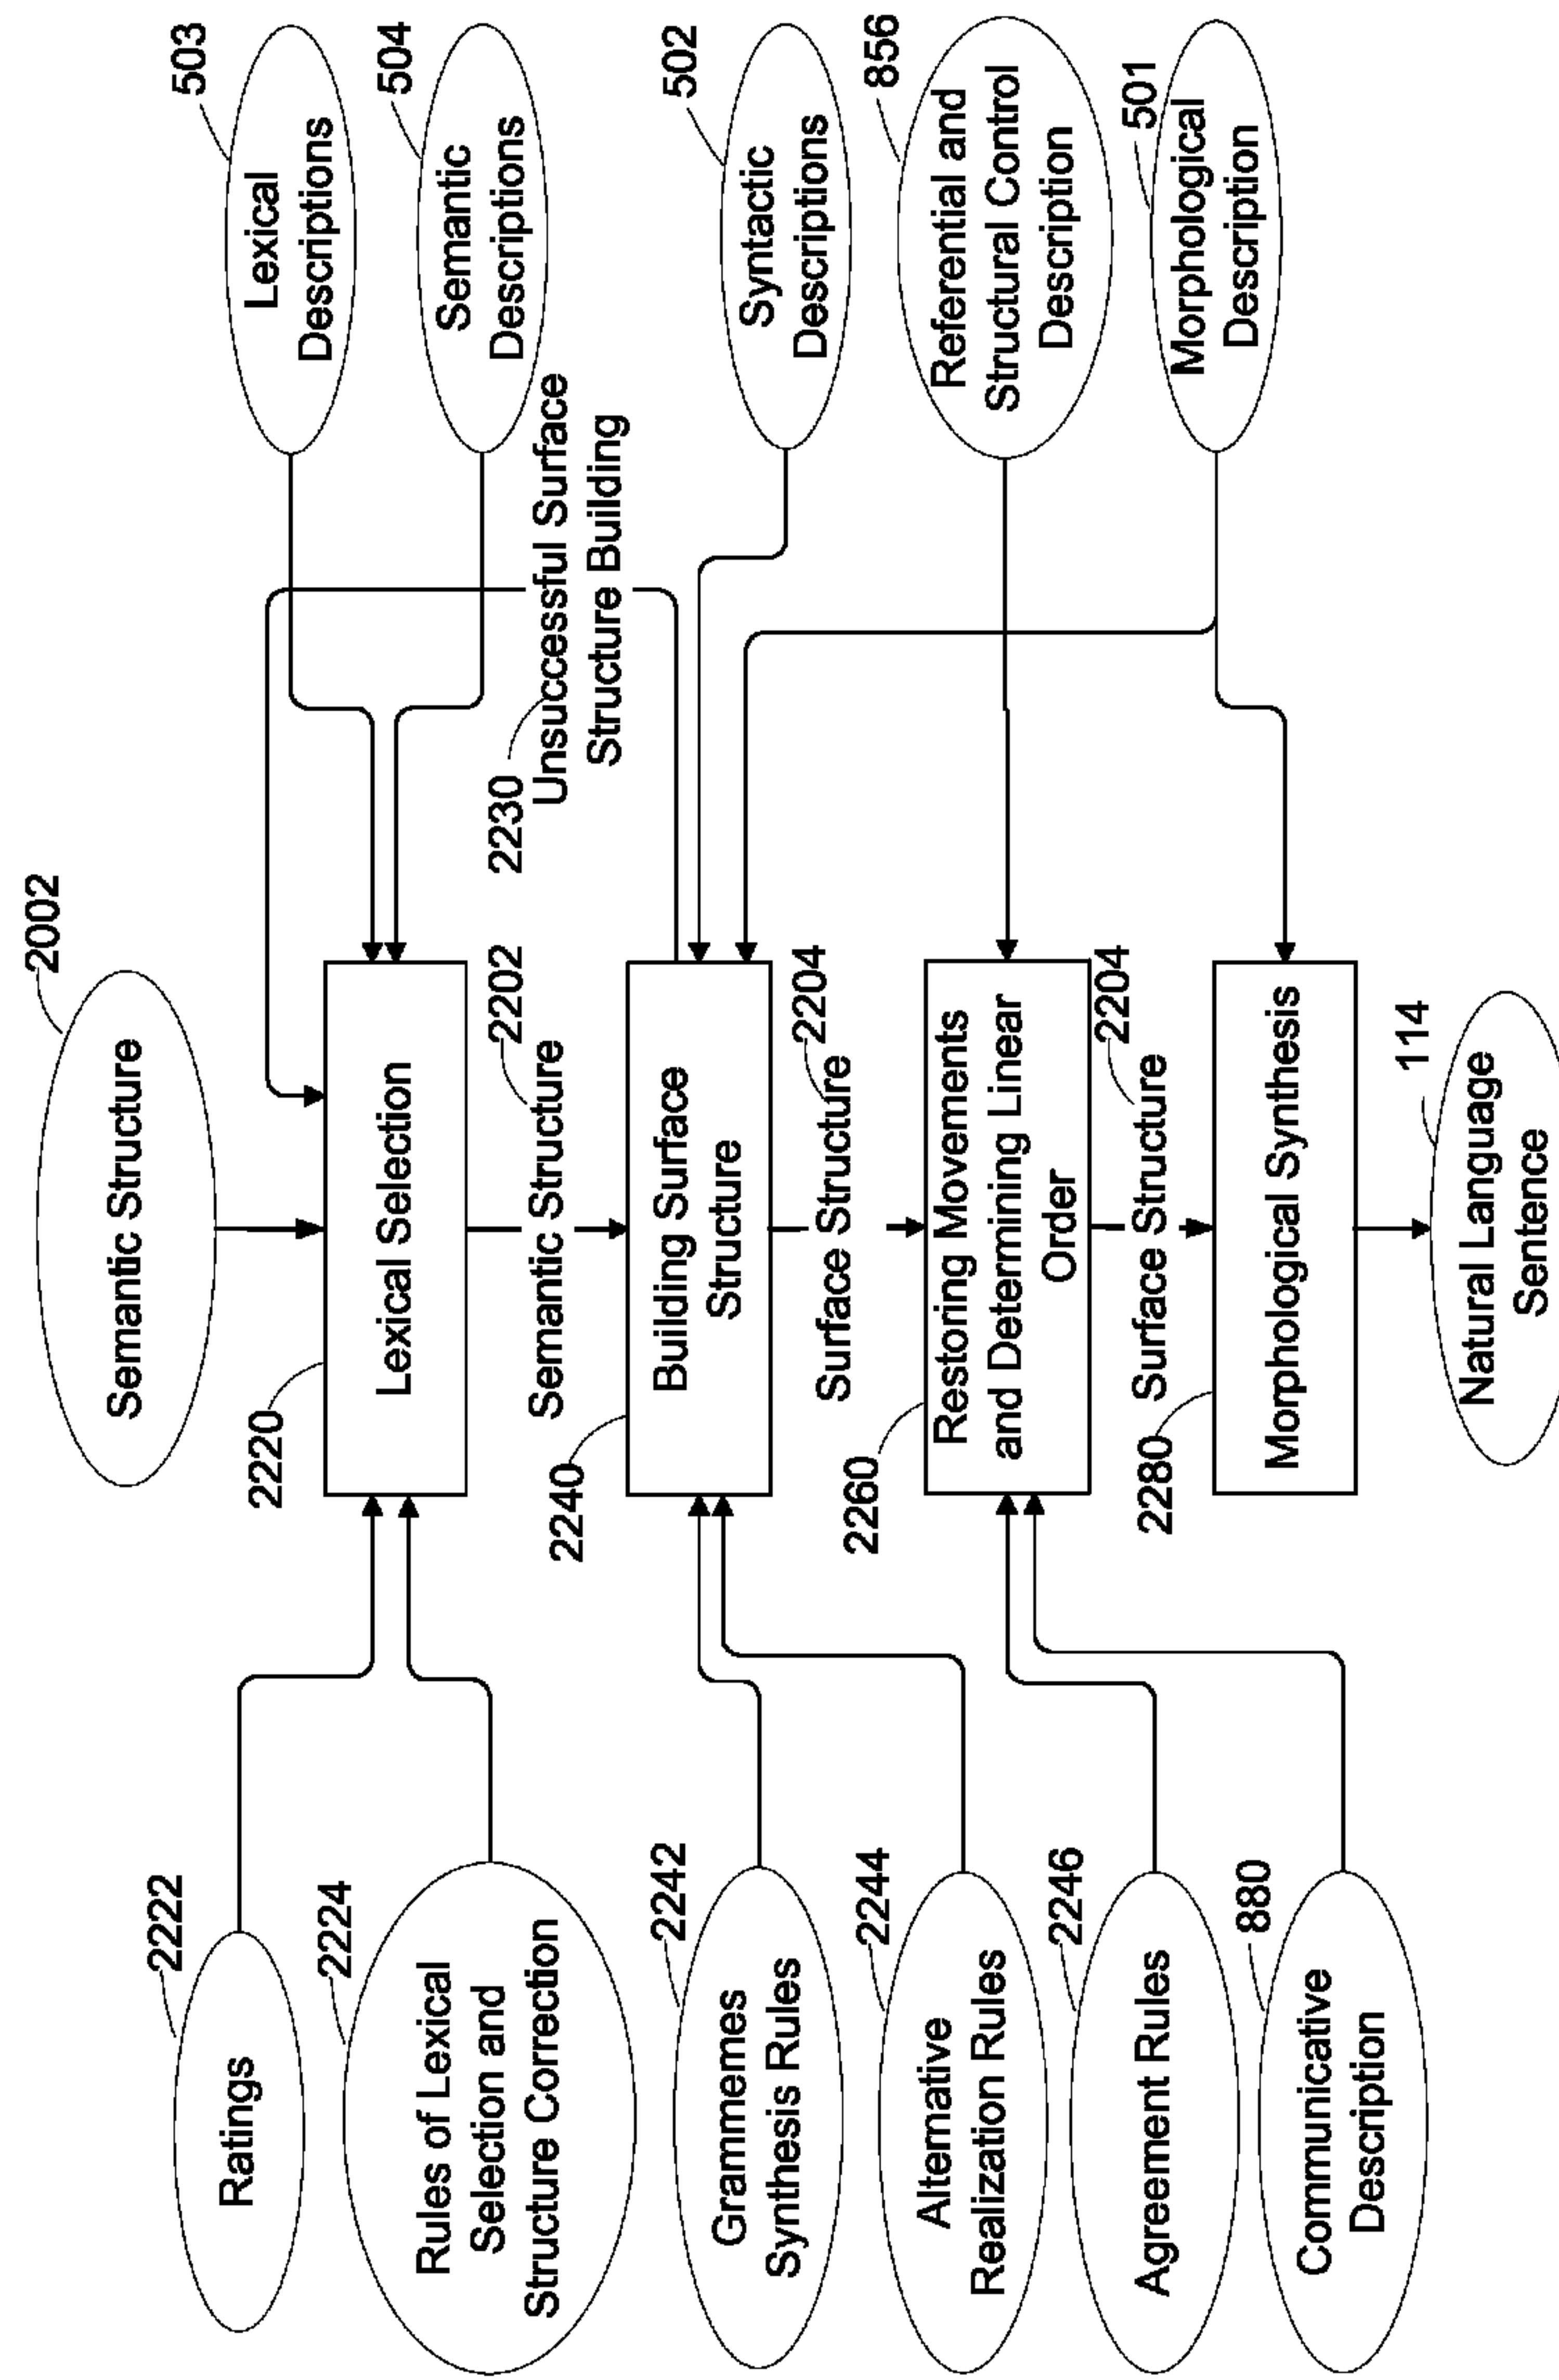 2002
Semantic Structure
2222
Ratings
2224
Rules of Lexical
Selection and
Structure Correction
2220
Lexical Selection
503
Lexical
Descriptions
504
Semantic
Descriptions
2202
Semantic Structure
2230
Unsuccessful Surface
Structure Building
2242
Grammemes
Synthesis Rules
2240
Building Surface
Structure
502
Syntactic
Descriptions
2244
Alternative
Realization Rules
2204
Surface Structure
2260
Restoring Movements
and Determining Linear
Order
856
Referential and
Structural Control
Description
2246
Agreement Rules
2204
Surface Structure
501
Morphological
Description
880
Communicative
Description
2280
Morphological Synthesis
114
Natural Language
Sentence